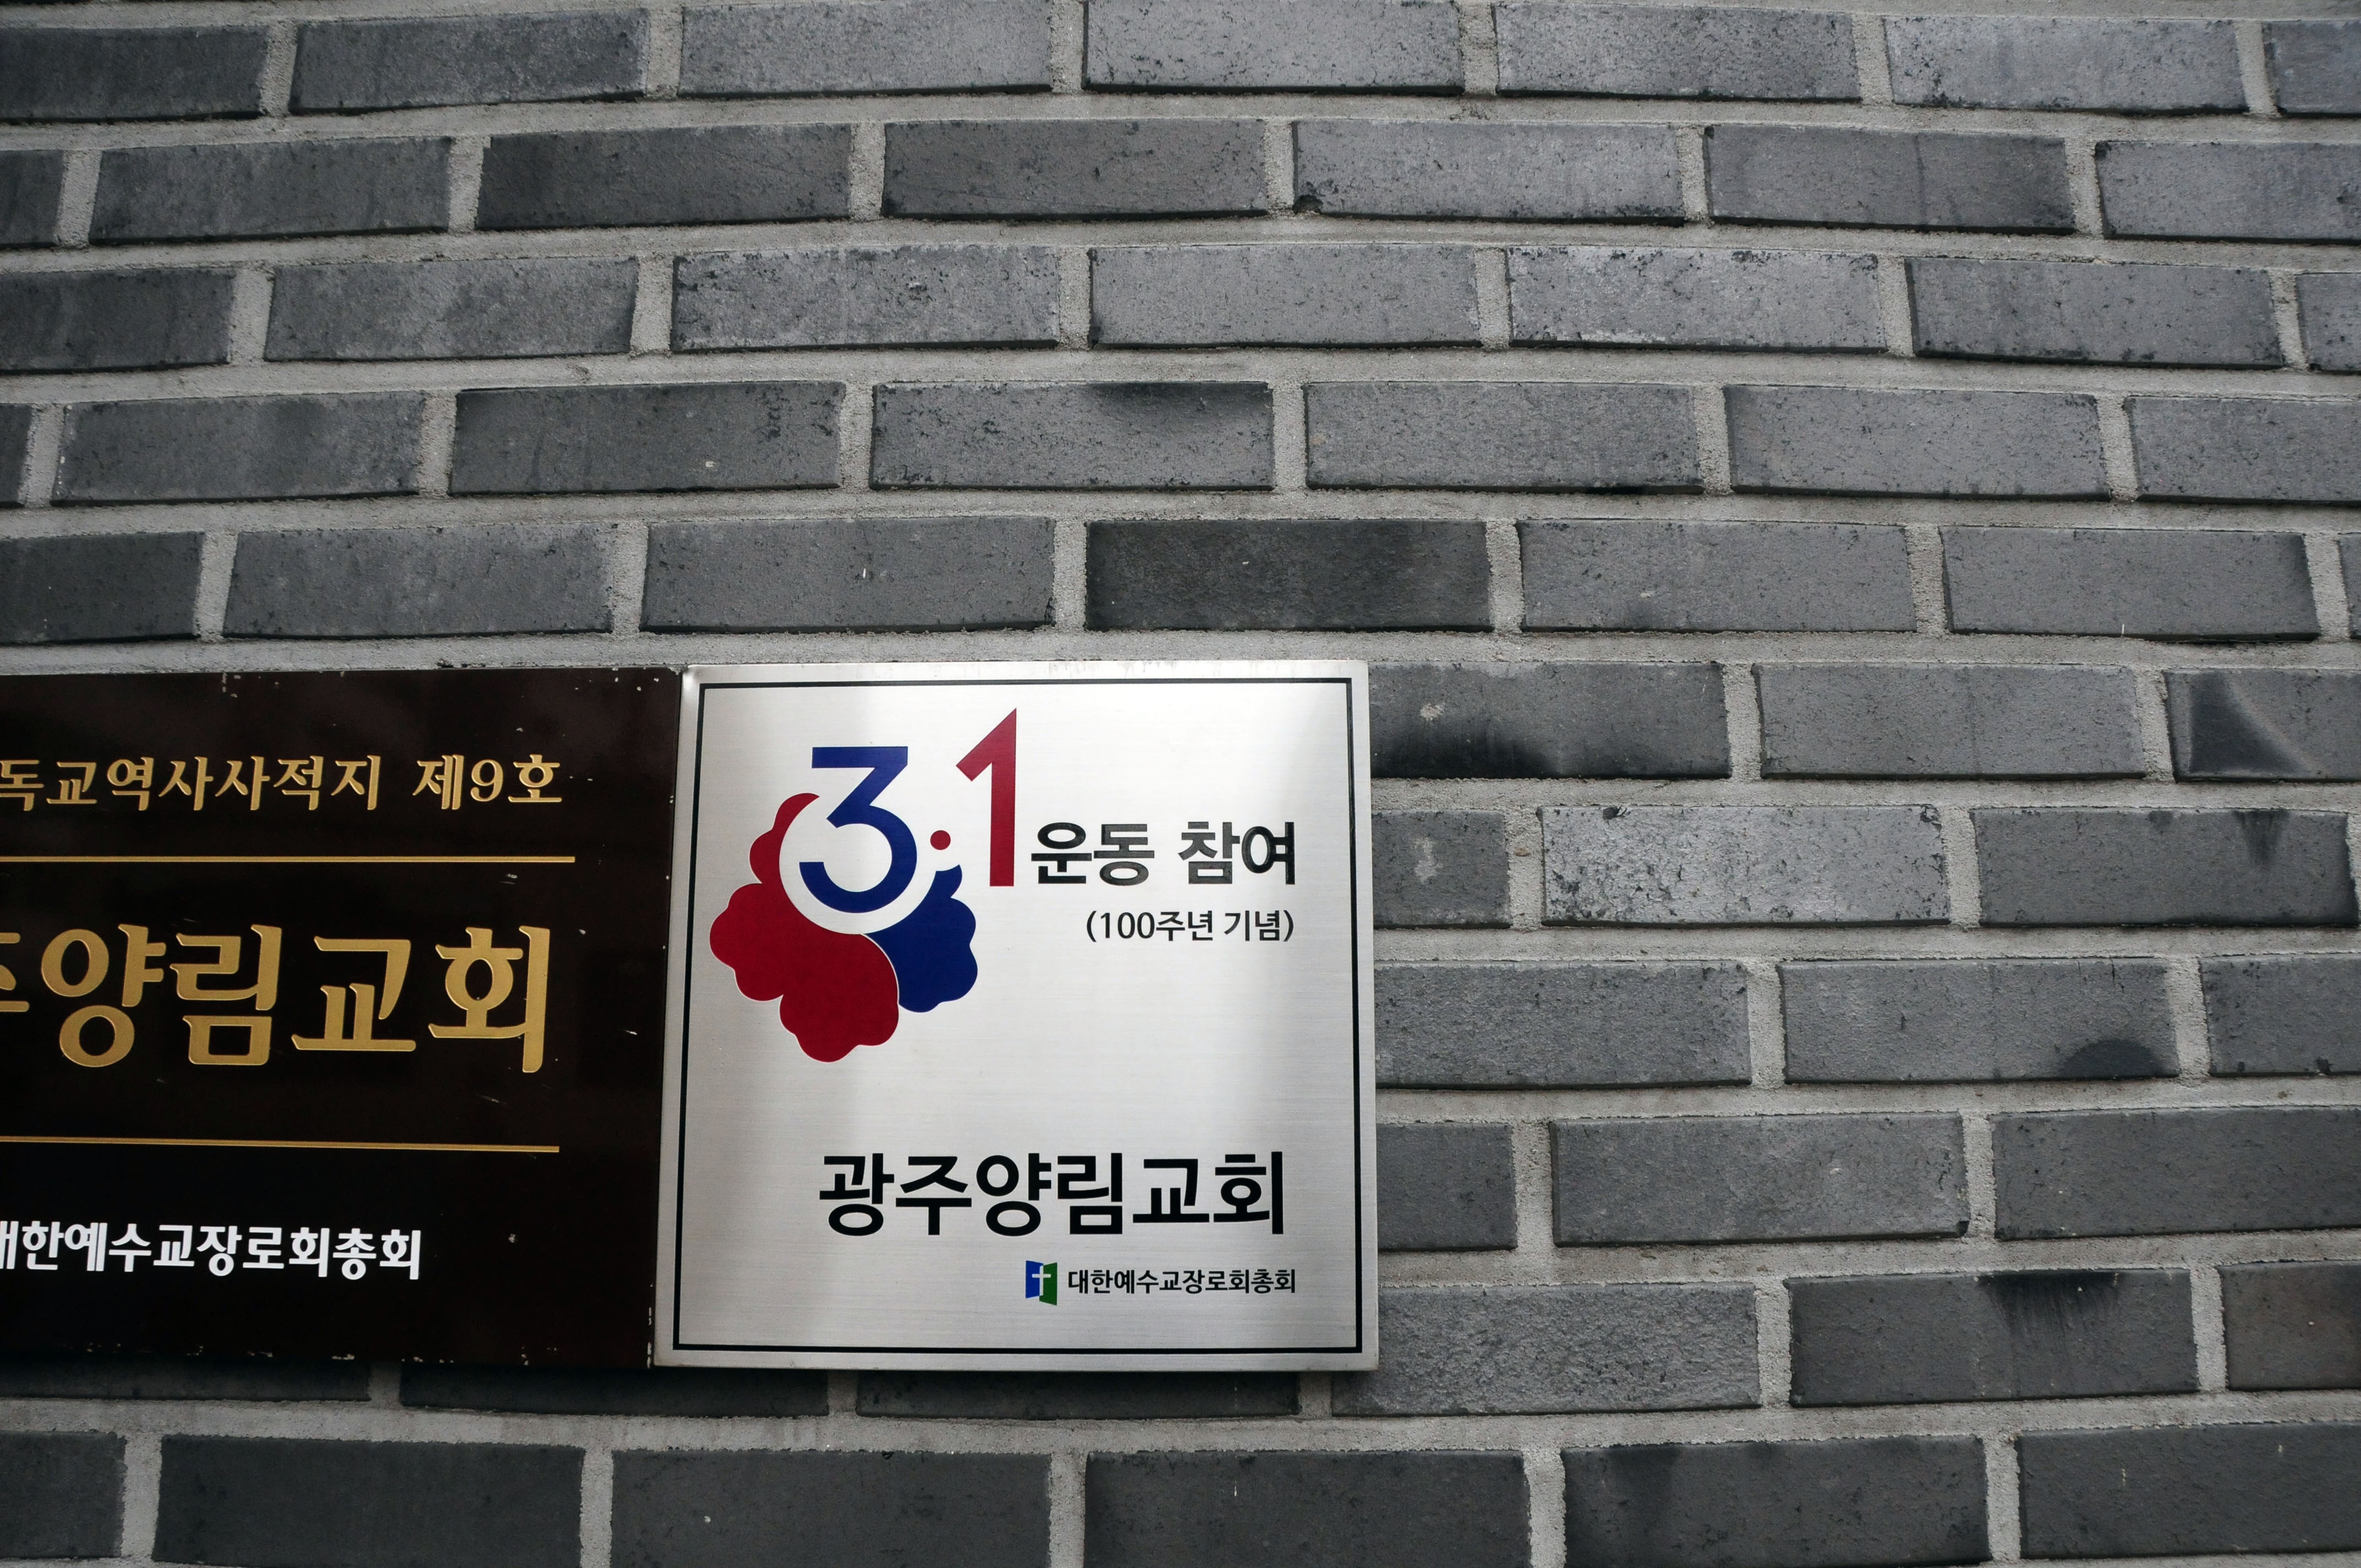 독교역사사적지 제9호
양림교회
한예수교장로회총회
3·1운동 참여
(100주년 기념)
광주양림교회
대한예수교장로회총회